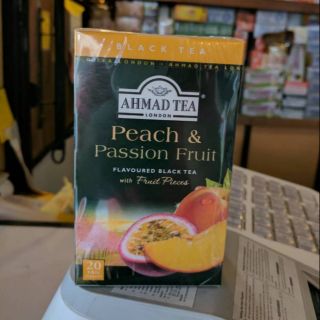 BLACK TEA
AHMAD TEA
LONDON
Peach &
Passion Fruit
FLAVOURED BLACK TEA
with Fruit Pieces
20